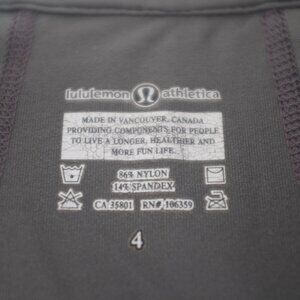 lululemon athletica
MADE IN VANCOUVER, CANADA
PROVIDING COMPONENTS FOR PEOPLE
TO LIVE A LONGER, HEALTHIER AND
MORE FUN LIFE.
86% NYLON
14% SPANDEX
CA 35801 RN# 106359
4